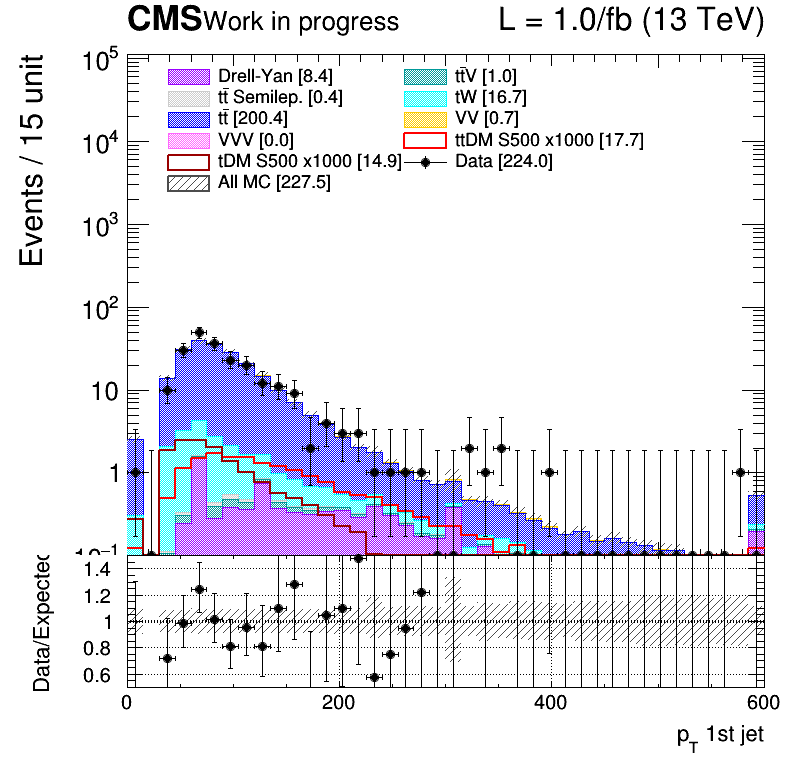 CMS Work in progress L = 1.0/fb (13 TeV)
Events / 15 unit
10^5
10^4
10^3
10^2
10
1
10^-1
Drell-Yan [8.4]
tt̄ Semilep. [0.4]
tt̄ [200.4]
VVV [0.0]
tDM S500 x1000 [14.9]
All MC [227.5]
tt̄V [1.0]
tW [16.7]
VV [0.7]
ttDM S500 x1000 [17.7]
Data [224.0]
Data/Expected
1.4
1.2
1
0.8
0.6
0 200 400 600
p_T 1st jet